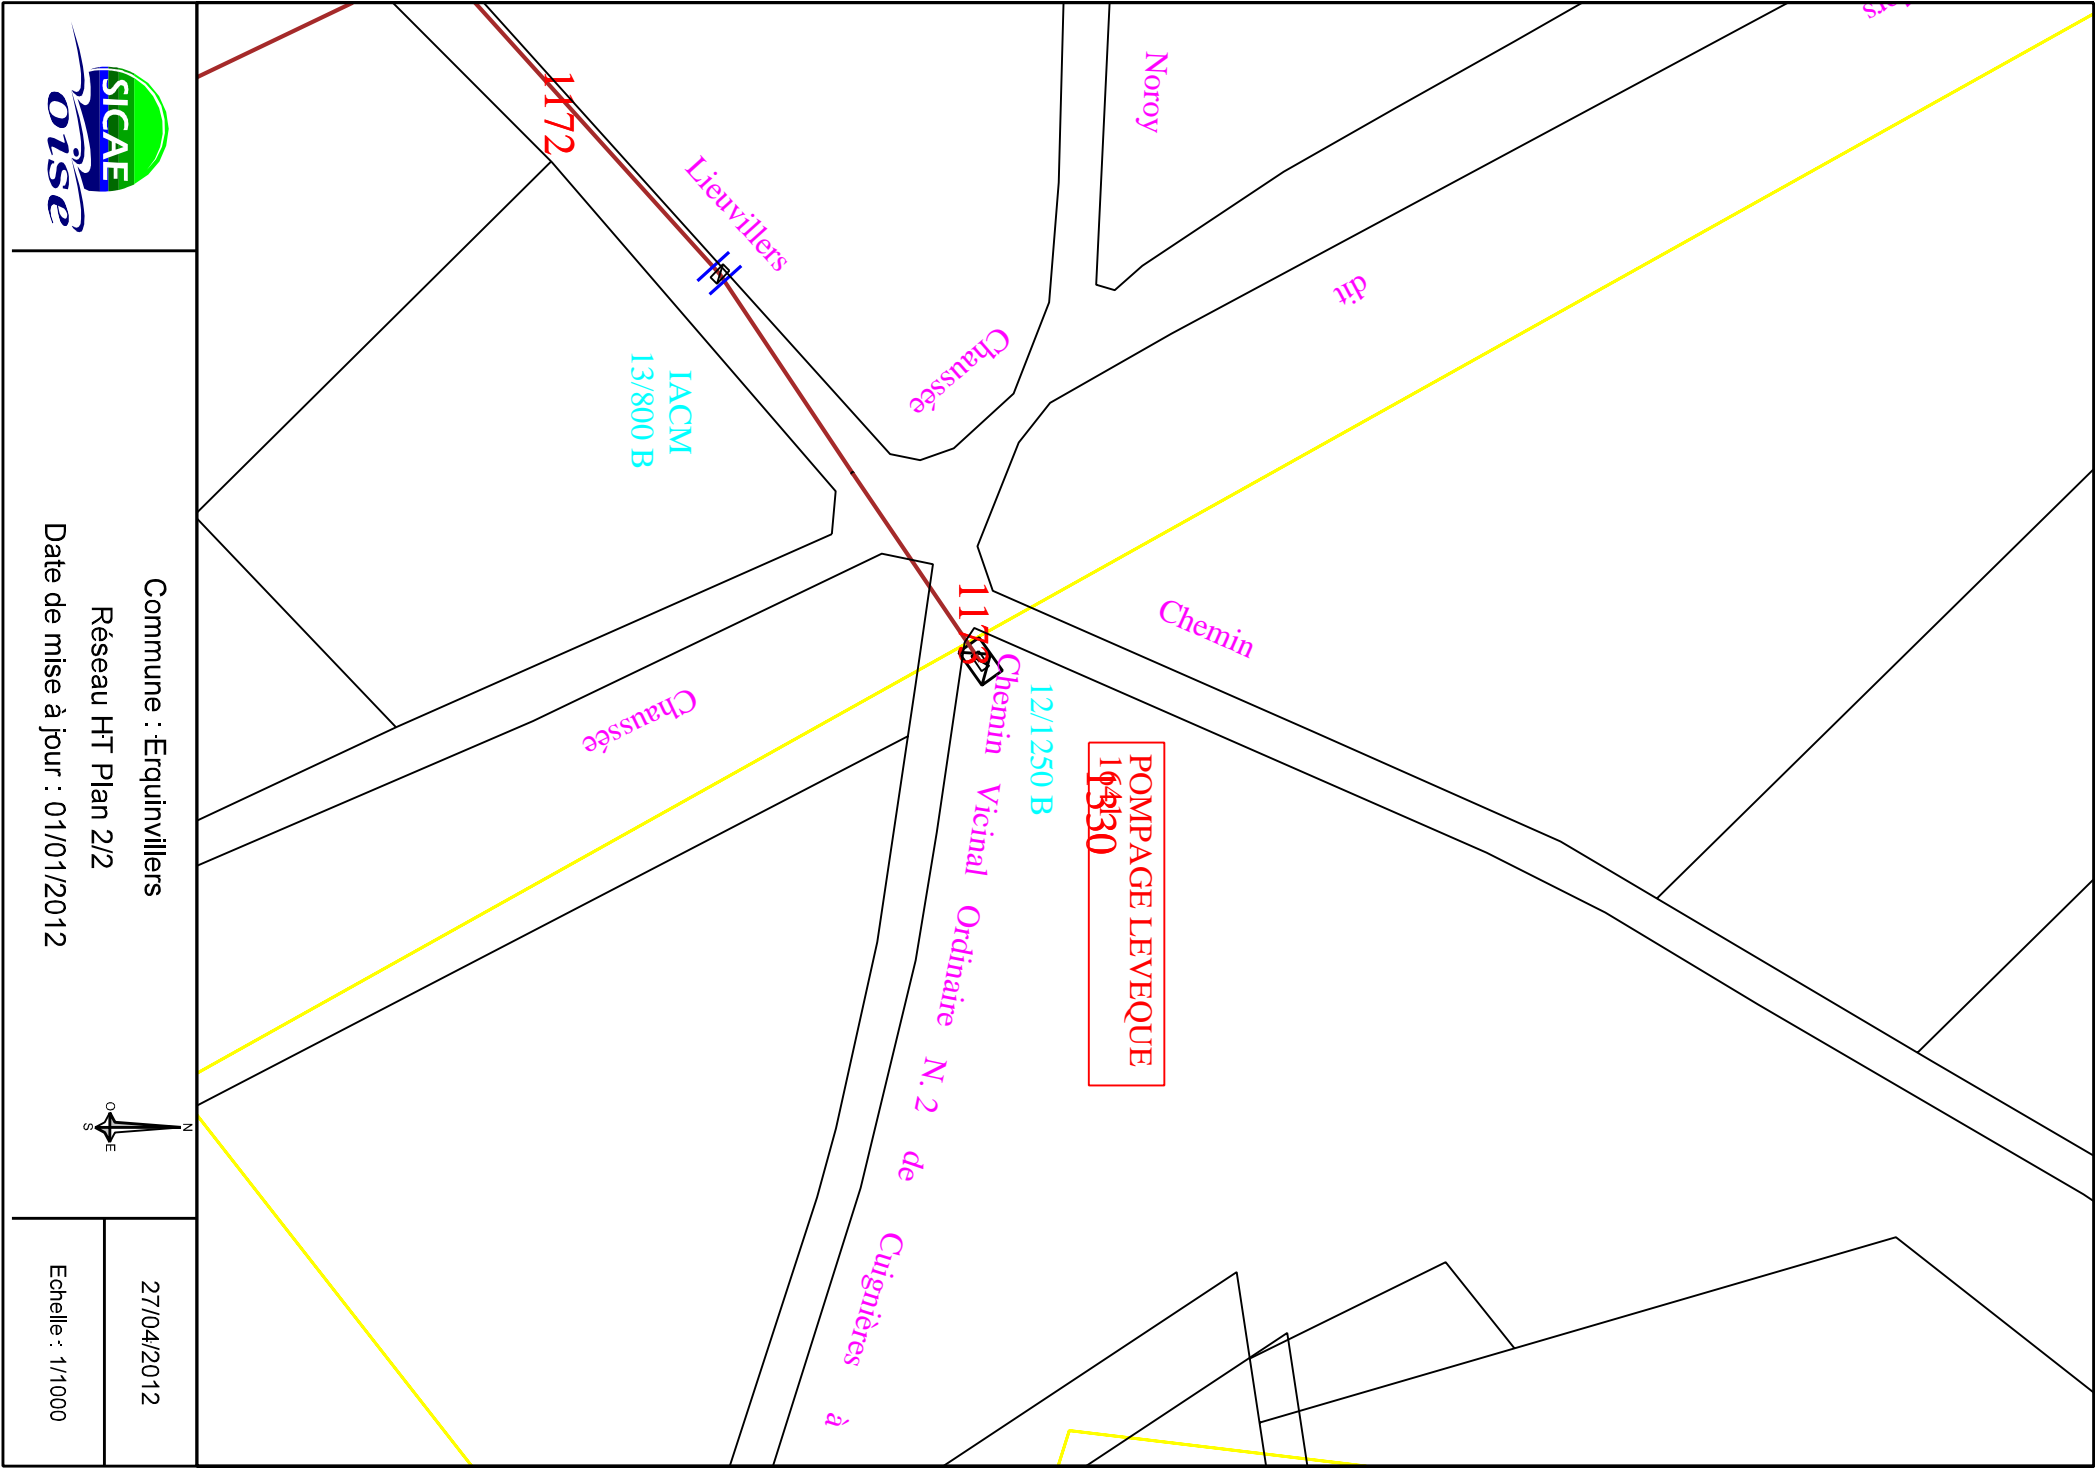 Noroy
Lieuvillers
1172
dit
Chaussée
IACM
13/800 B
1173
Chemin
Chaussée
12/1250 B
POMPAGE LEVEQUE
1330
Chemin Vicinal Ordinaire N. 2 de Cuignières à
SICAE
oise
Commune : Erquinvillers
Réseau HT Plan 2/2
Date de mise à jour : 01/01/2012
N
O
E
S
27/04/2012
Echelle : 1/1000